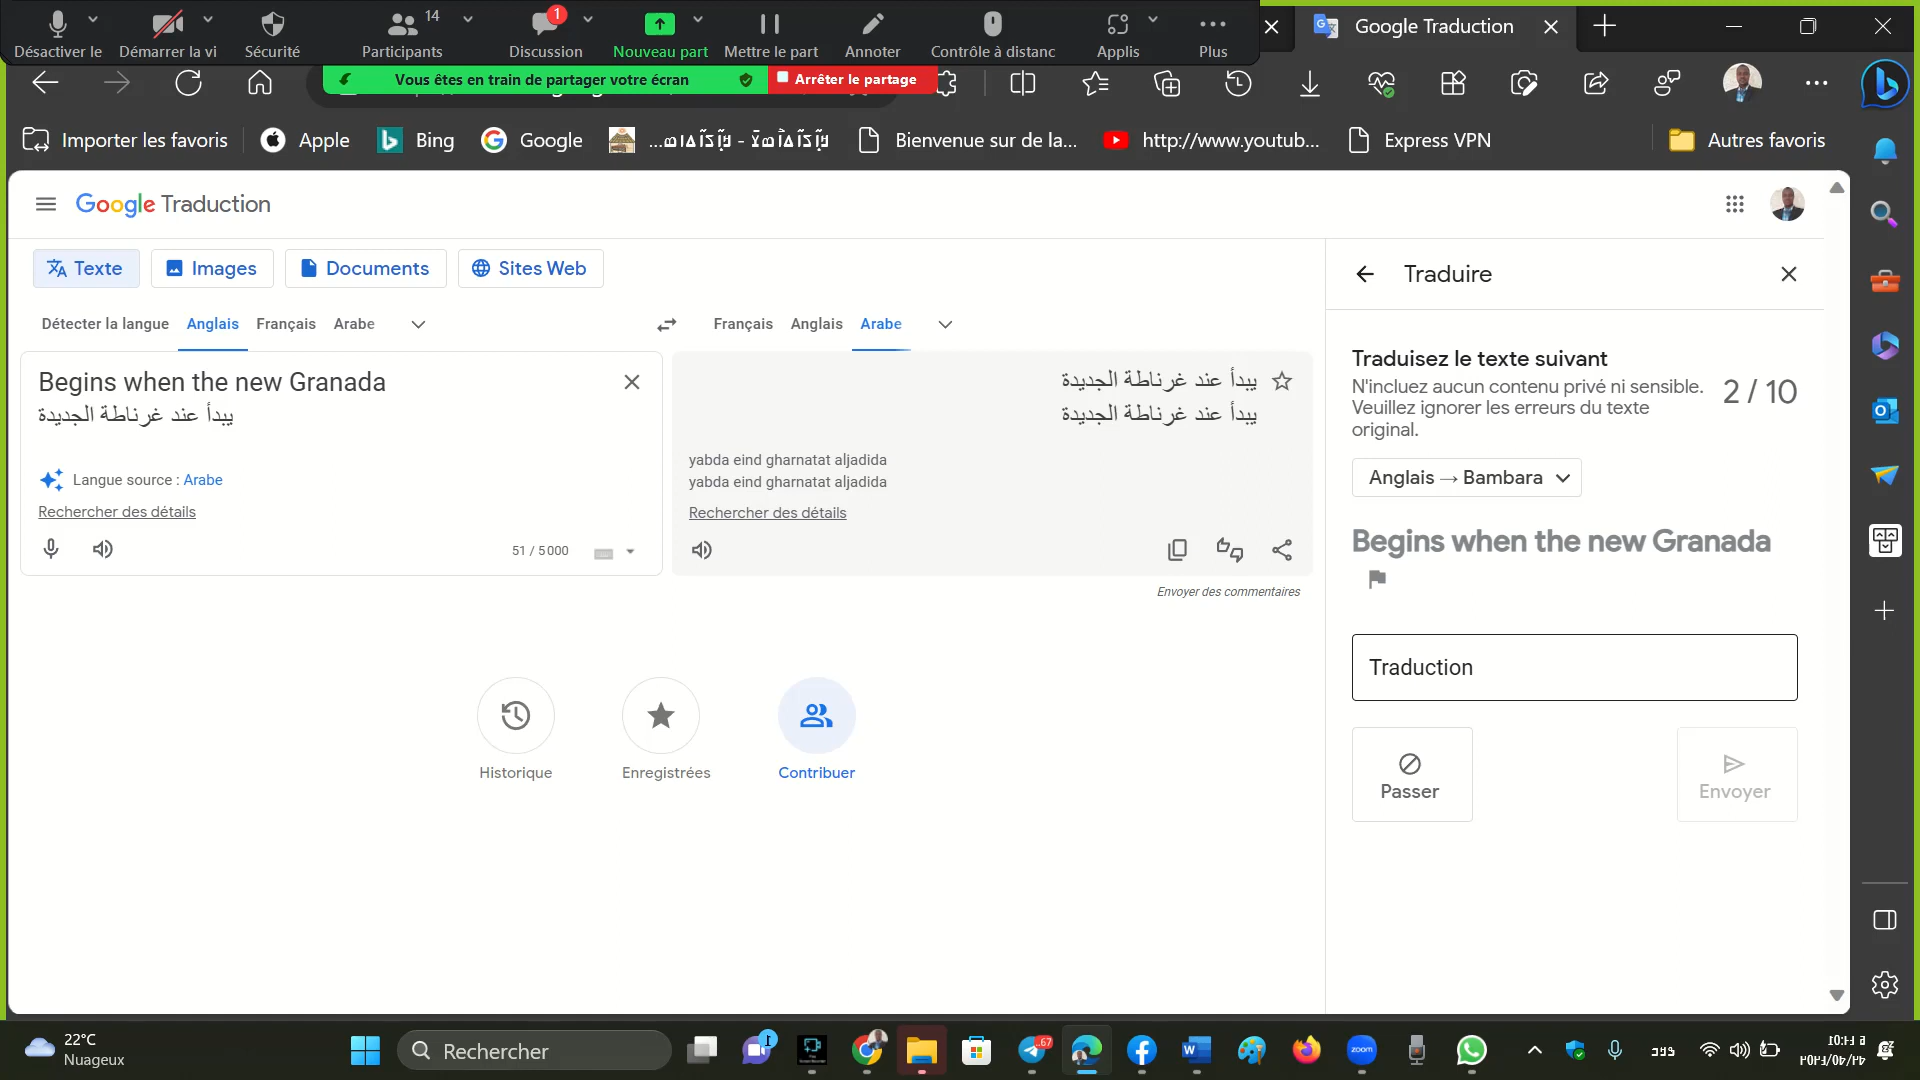 Désactiver le
Démarrer la vi
Sécurité
Participants
14
Discussion
1
Nouveau part
Mettre le part
Annoter
Contrôle à distanc
Applis
Plus
Google Traduction
Vous êtes en train de partager votre écran
Arrêter le partage
Importer les favoris
Apple
Bing
Google
Bienvenue sur de la...
http://www.youtub...
Express VPN
Autres favoris
Google Traduction
Texte
Images
Documents
Sites Web
Détecter la langue
Anglais
Français
Arabe
Français
Anglais
Arabe
Begins when the new Granada
يبدأ عند غرناطة الجديدة
Langue source : Arabe
Rechercher des détails
51 / 5 000
يبدأ عند غرناطة الجديدة
يبدأ عند غرناطة الجديدة
yabda eind gharnatat aljadida
yabda eind gharnatat aljadida
Rechercher des détails
Envoyer des commentaires
Historique
Enregistrées
Contribuer
Traduire
Traduisez le texte suivant
N'incluez aucun contenu privé ni sensible.
Veuillez ignorer les erreurs du texte
original.
2 / 10
Anglais → Bambara
Begins when the new Granada
Traduction
Passer
Envoyer
22°C
Nuageux
Rechercher
1
67
zoom